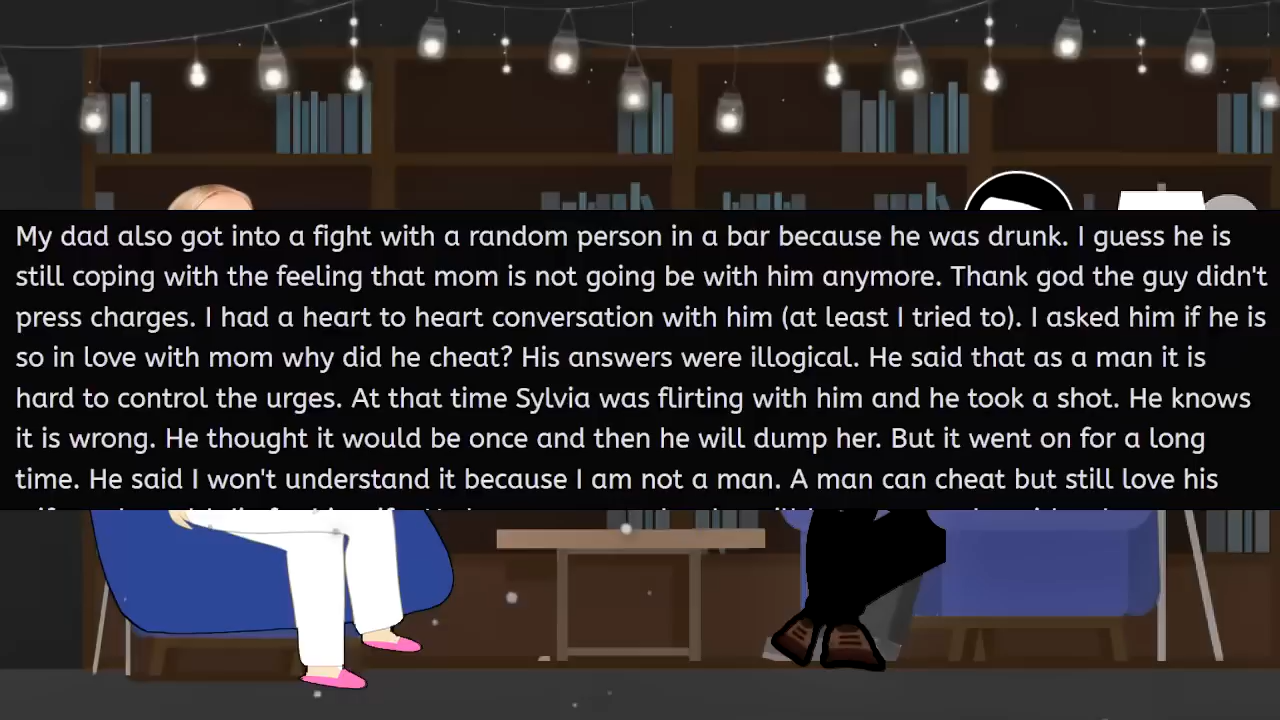 My dad also got into a fight with a random person in a bar because he was drunk. I guess he is
still coping with the feeling that mom is not going be with him anymore. Thank god the guy didn't
press charges. I had a heart to heart conversation with him (at least I tried to). I asked him if he is
so in love with mom why did he cheat? His answers were illogical. He said that as a man it is
hard to control the urges. At that time Sylvia was flirting with him and he took a shot. He knows
it is wrong. He thought it would be once and then he will dump her. But it went on for a long
time. He said I won't understand it because I am not a man. A man can cheat but still love his